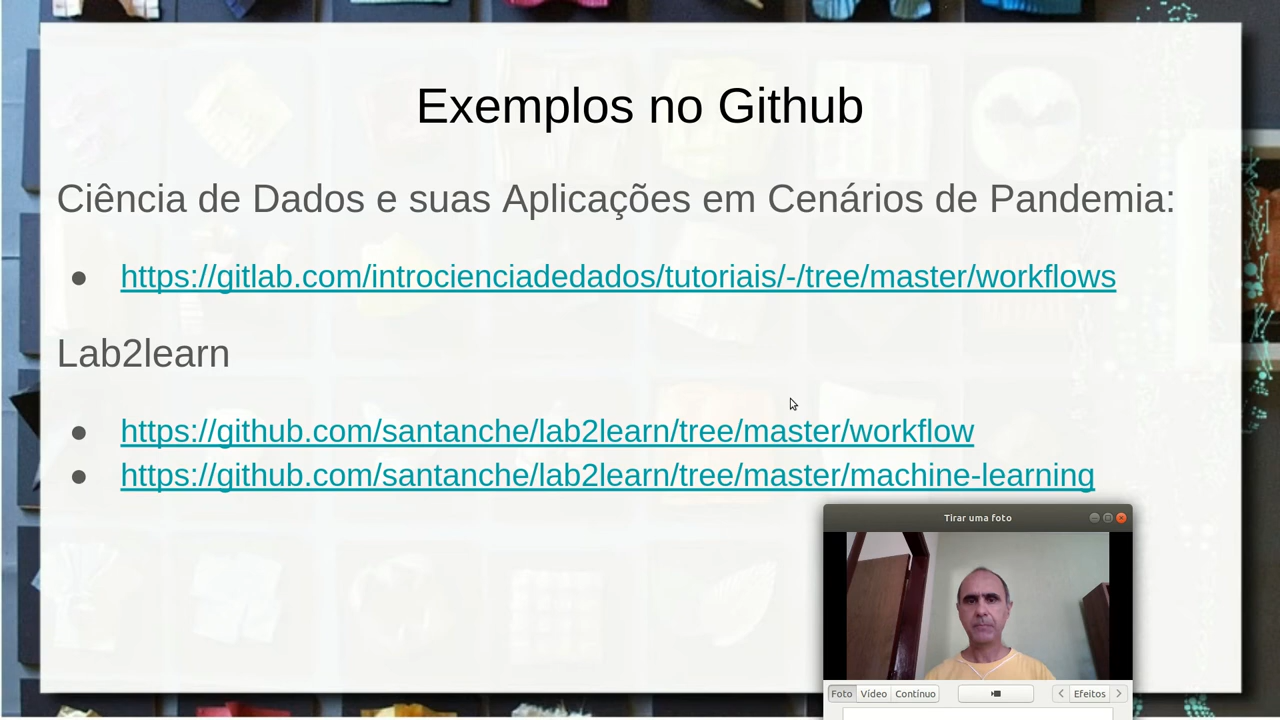 Exemplos no Github
Ciência de Dados e suas Aplicações em Cenários de Pandemia:
● https://gitlab.com/introcienciadedados/tutoriais/-/tree/master/workflows
Lab2learn
● https://github.com/santanche/lab2learn/tree/master/workflow
● https://github.com/santanche/lab2learn/tree/master/machine-learning
Tirar uma foto
Foto Vídeo Contínuo Efeitos